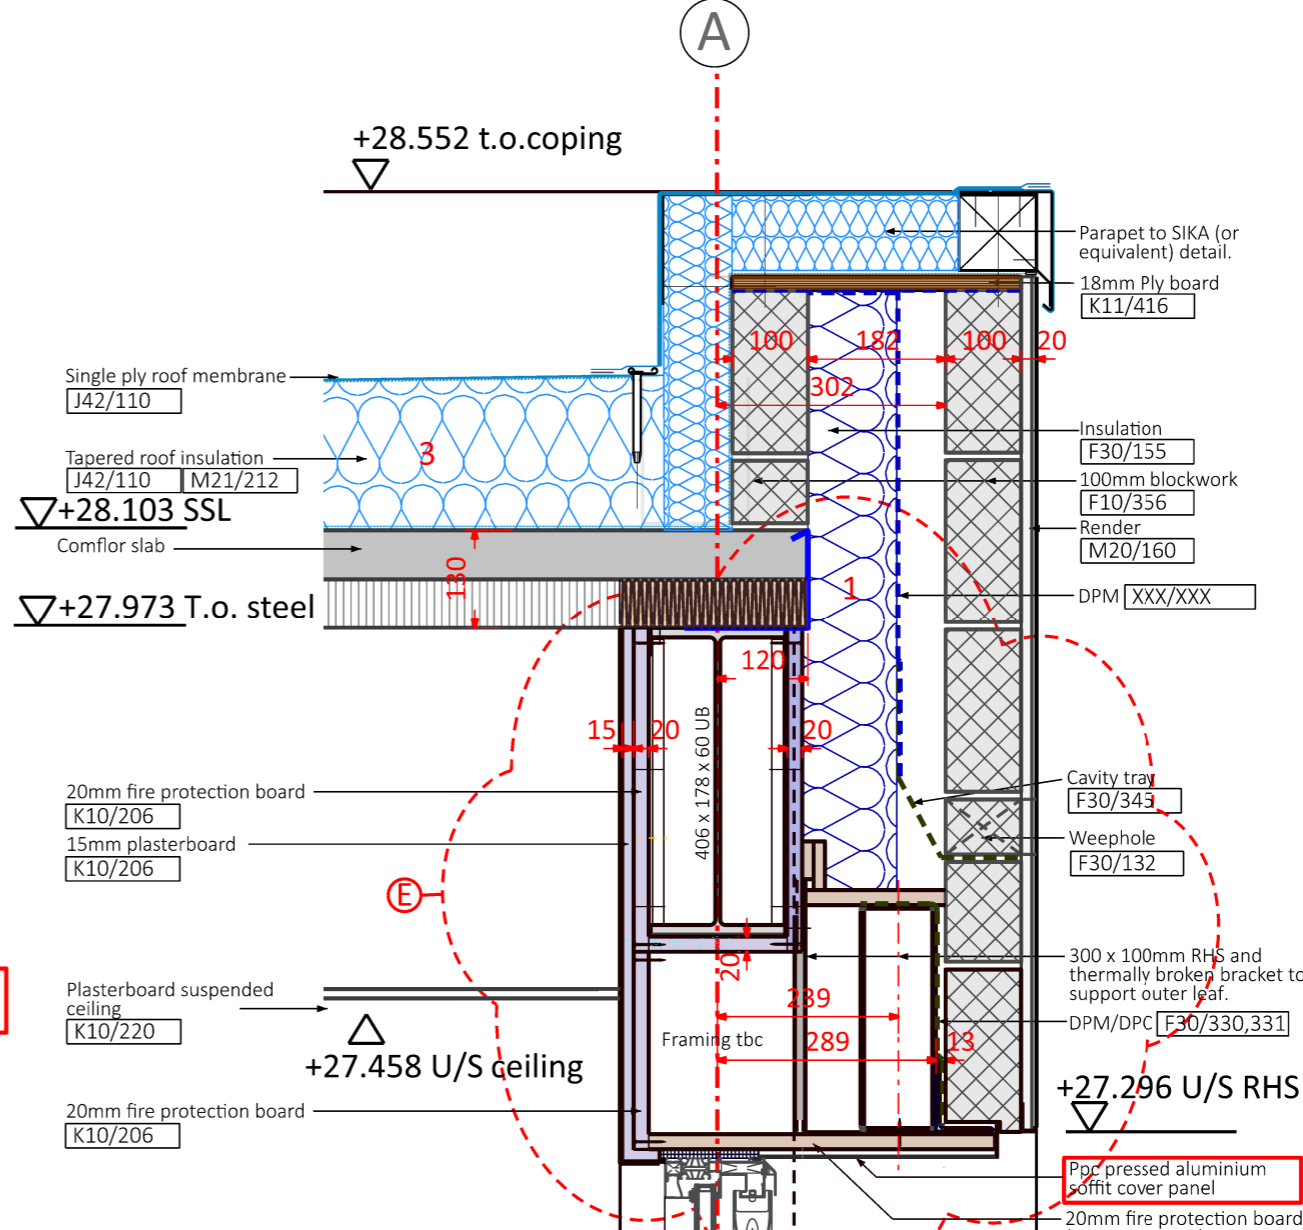 A
+28.552 t.o.coping
Parapet to SIKA (or
equivalent) detail.
18mm Ply board
K11/416
100
182
100
20
302
Single ply roof membrane
J42/110
Tapered roof insulation
J42/110 M21/212
3
+28.103 SSL
Comflor slab
130
+27.973 T.o. steel
Insulation
F30/155
100mm blockwork
F10/356
Render
M20/160
1
DPM XXX/XXX
120
15
20
20
406 x 178 x 60 UB
20mm fire protection board
K10/206
15mm plasterboard
K10/206
E
Cavity tray
F30/345
Weephole
F30/132
20
300 x 100mm RHS and
thermally broken bracket to
support outer leaf.
DPM/DPC F30/330,331
Plasterboard suspended
ceiling
K10/220
239
Framing tbc
289
13
+27.458 U/S ceiling
+27.296 U/S RHS
20mm fire protection board
K10/206
Ppc pressed aluminium
soffit cover panel
20mm fire protection board